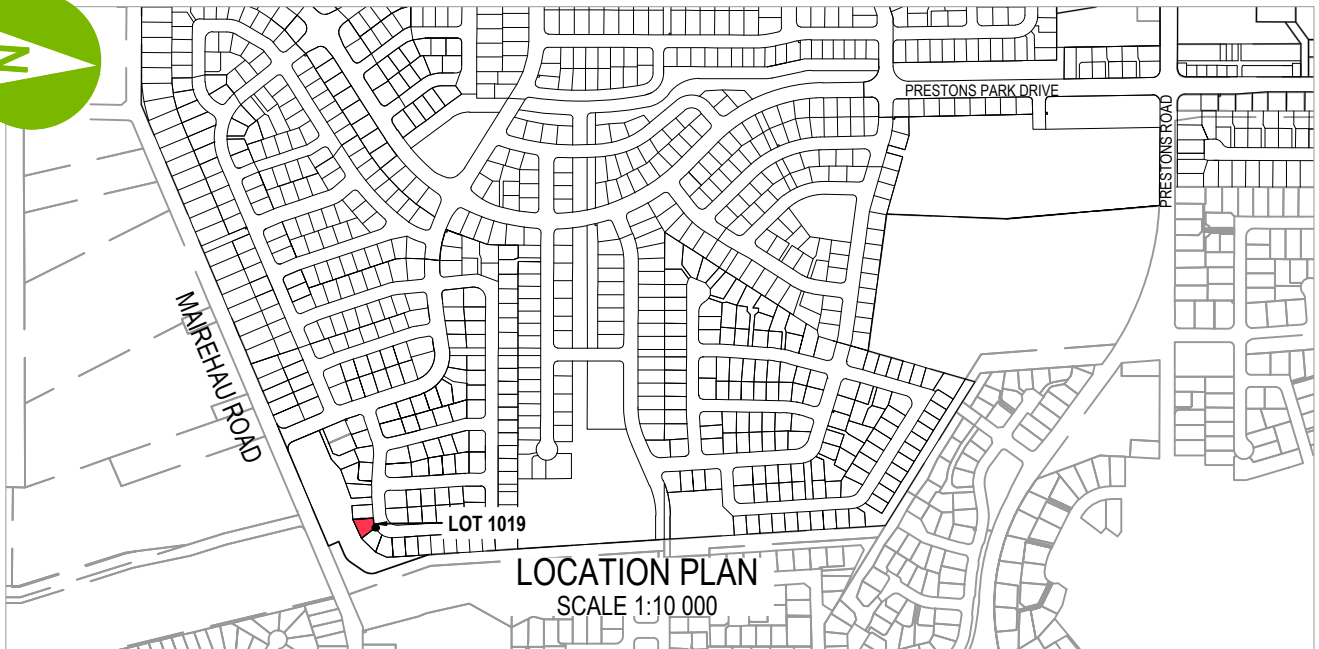 N
PRESTONS PARK DRIVE
PRESTONS ROAD
MAIREHAU ROAD
LOT 1019
LOCATION PLAN
SCALE 1:10 000